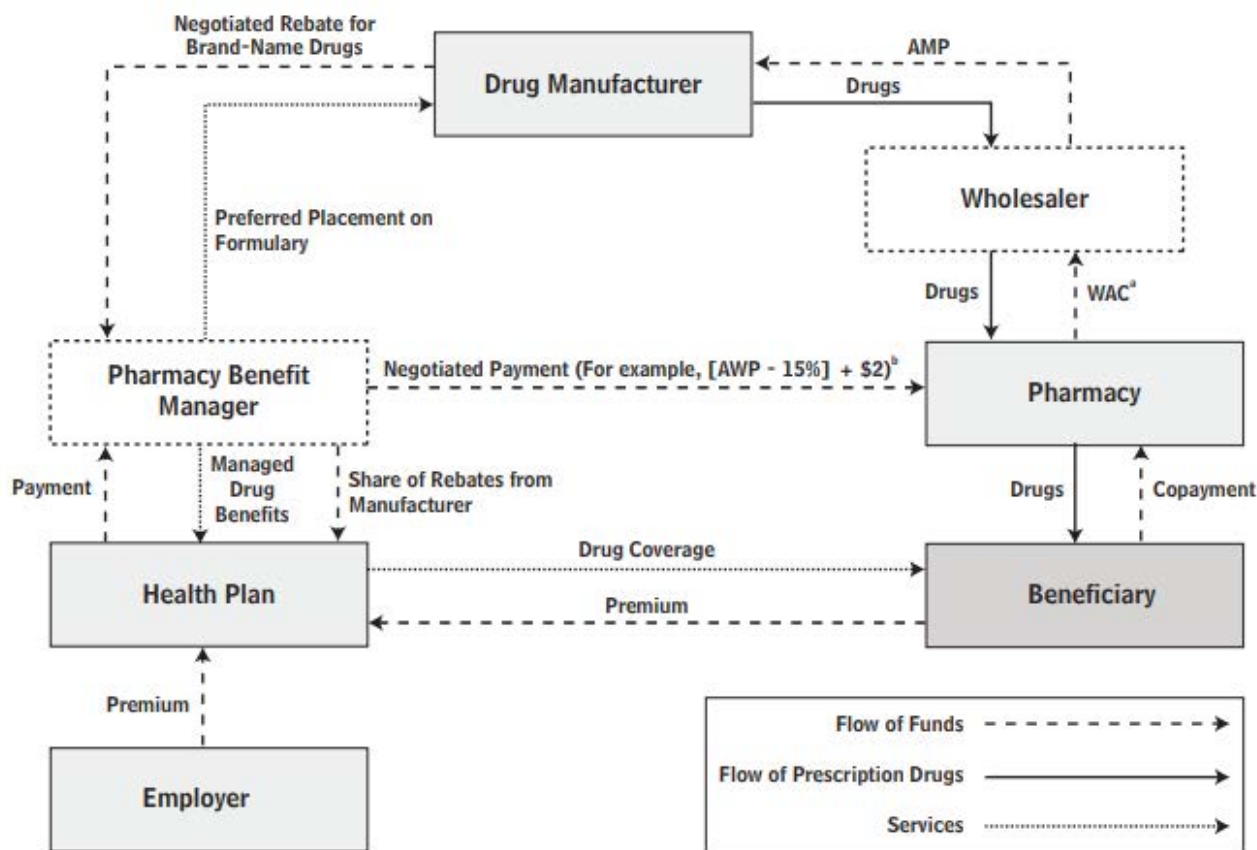 Negotiated Rebate for
Brand-Name Drugs
Drug Manufacturer
AMP
Drugs
Wholesaler
Preferred Placement on
Formulary
Drugs
WACᵃ
Pharmacy Benefit
Manager
Negotiated Payment (For example, [AWP - 15%] + $2)ᵇ
Pharmacy
Payment
Managed
Drug
Benefits
Share of Rebates from
Manufacturer
Drugs
Copayment
Health Plan
Drug Coverage
Premium
Beneficiary
Premium
Employer
Flow of Funds
Flow of Prescription Drugs
Services